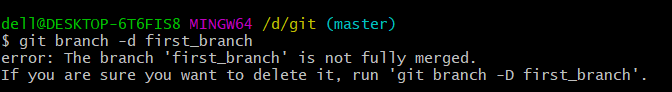 dell@DESKTOP-6T6FIS8 MINGW64 /d/git (master)
$ git branch -d first_branch
error: The branch 'first_branch' is not fully merged.
If you are sure you want to delete it, run 'git branch -D first_branch'.